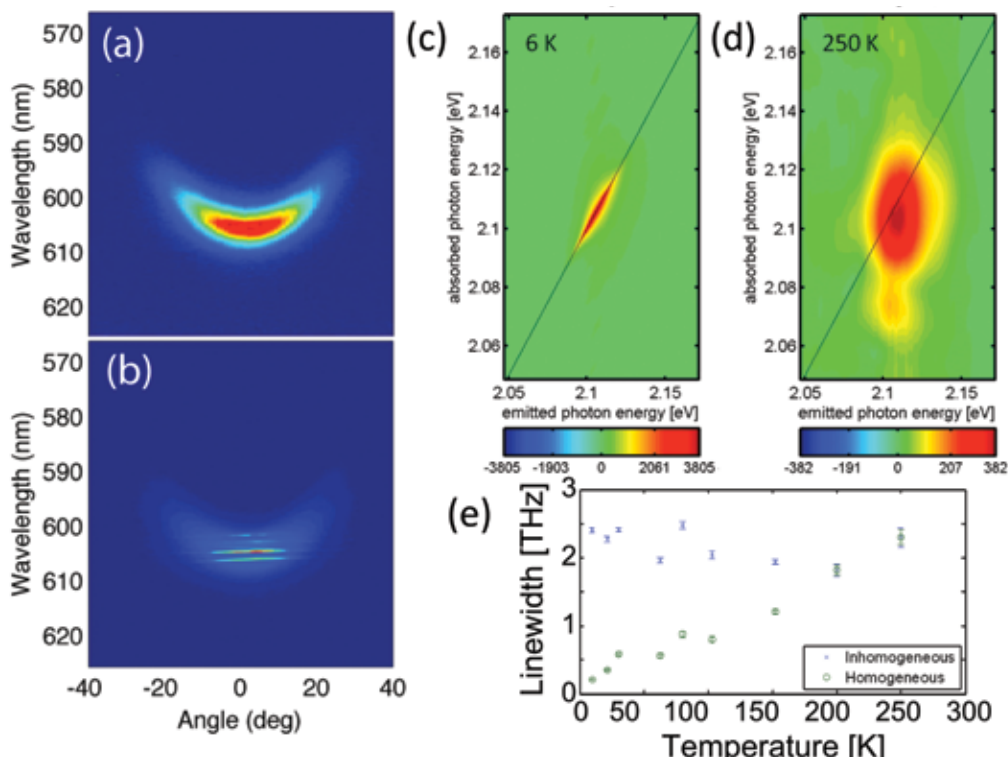 (a)
570
580
590
600
610
620
Wavelength (nm)
(b)
570
580
590
600
610
620
Wavelength (nm)
-40 -20 0 20 40
Angle (deg)
(c)
6 K
2.16
2.14
2.12
2.1
2.08
2.06
absorbed photon energy [eV]
2.05 2.1 2.15
emitted photon energy [eV]
-3805 -1903 0 2061 3805
(d)
250 K
2.16
2.14
2.12
2.1
2.08
2.06
absorbed photon energy [eV]
2.05 2.1 2.15
emitted photon energy [eV]
-382 -191 0 207 382
(e)
3
2
1
0
Linewidth [THz]
Inhomogeneous
Homogeneous
0 50 100 150 200 250 300
Temperature [K]